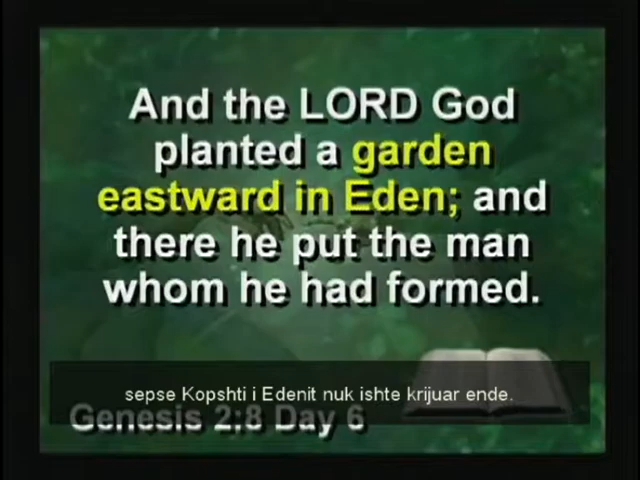 And the LORD God
planted a garden
eastward in Eden; and
there he put the man
whom he had formed.
sepse Kopshti i Edenit nuk ishte krijuar ende.
Genesis 2:8 Day 6